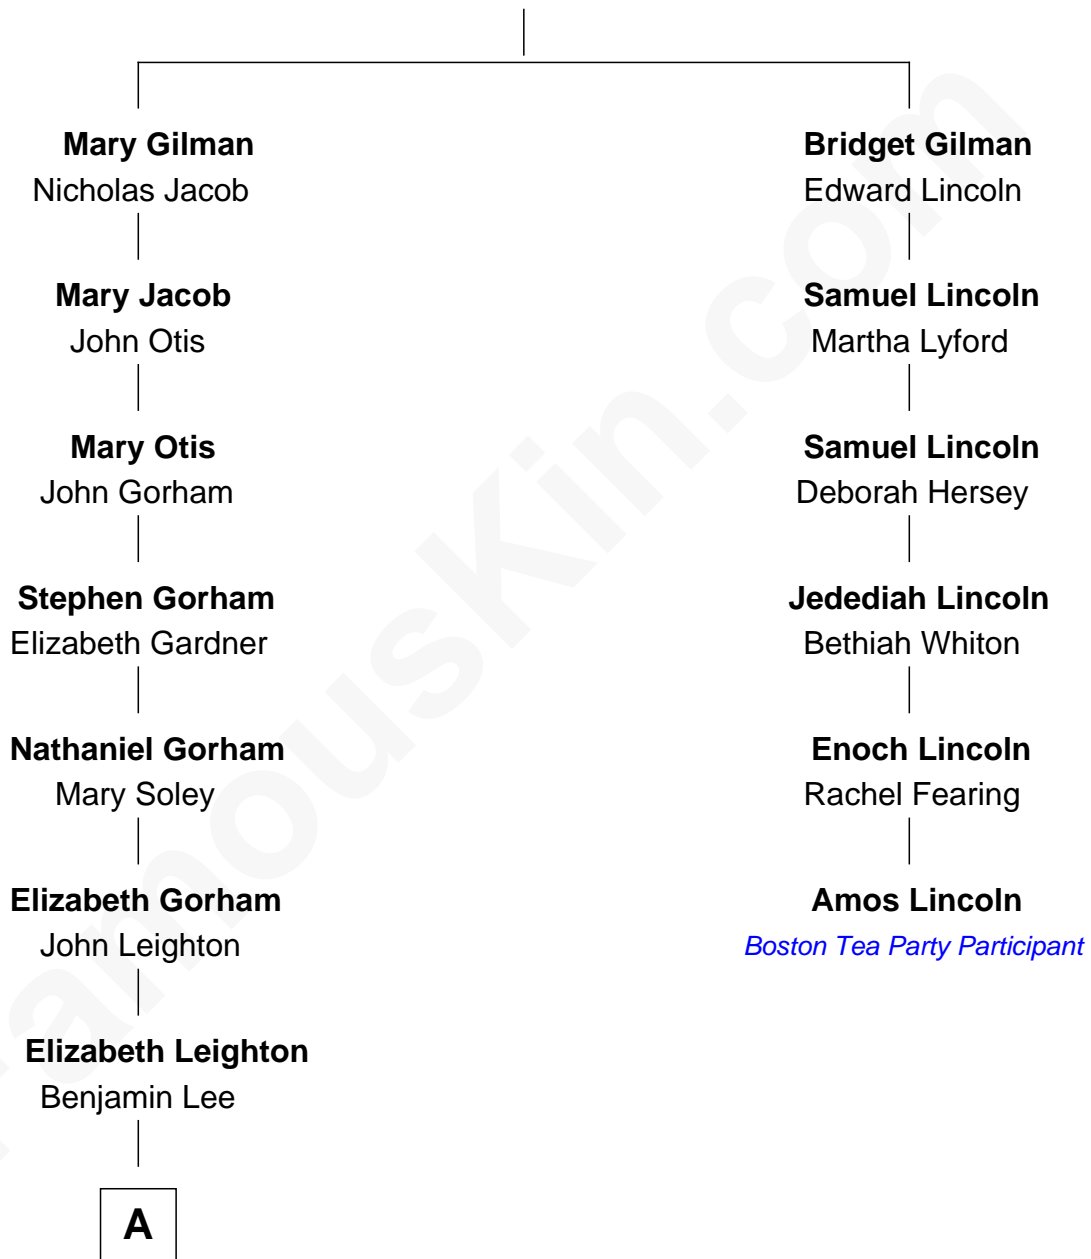 Mary Gilman
Nicholas Jacob
Mary Jacob
John Otis
Mary Otis
John Gorham
Stephen Gorham
Elizabeth Gardner
Nathaniel Gorham
Mary Soley
Elizabeth Gorham
John Leighton
Elizabeth Leighton
Benjamin Lee
A
Bridget Gilman
Edward Lincoln
Samuel Lincoln
Martha Lyford
Samuel Lincoln
Deborah Hersey
Jedediah Lincoln
Bethiah Whiton
Enoch Lincoln
Rachel Fearing
Amos Lincoln
Boston Tea Party Participant
FamousKin.com